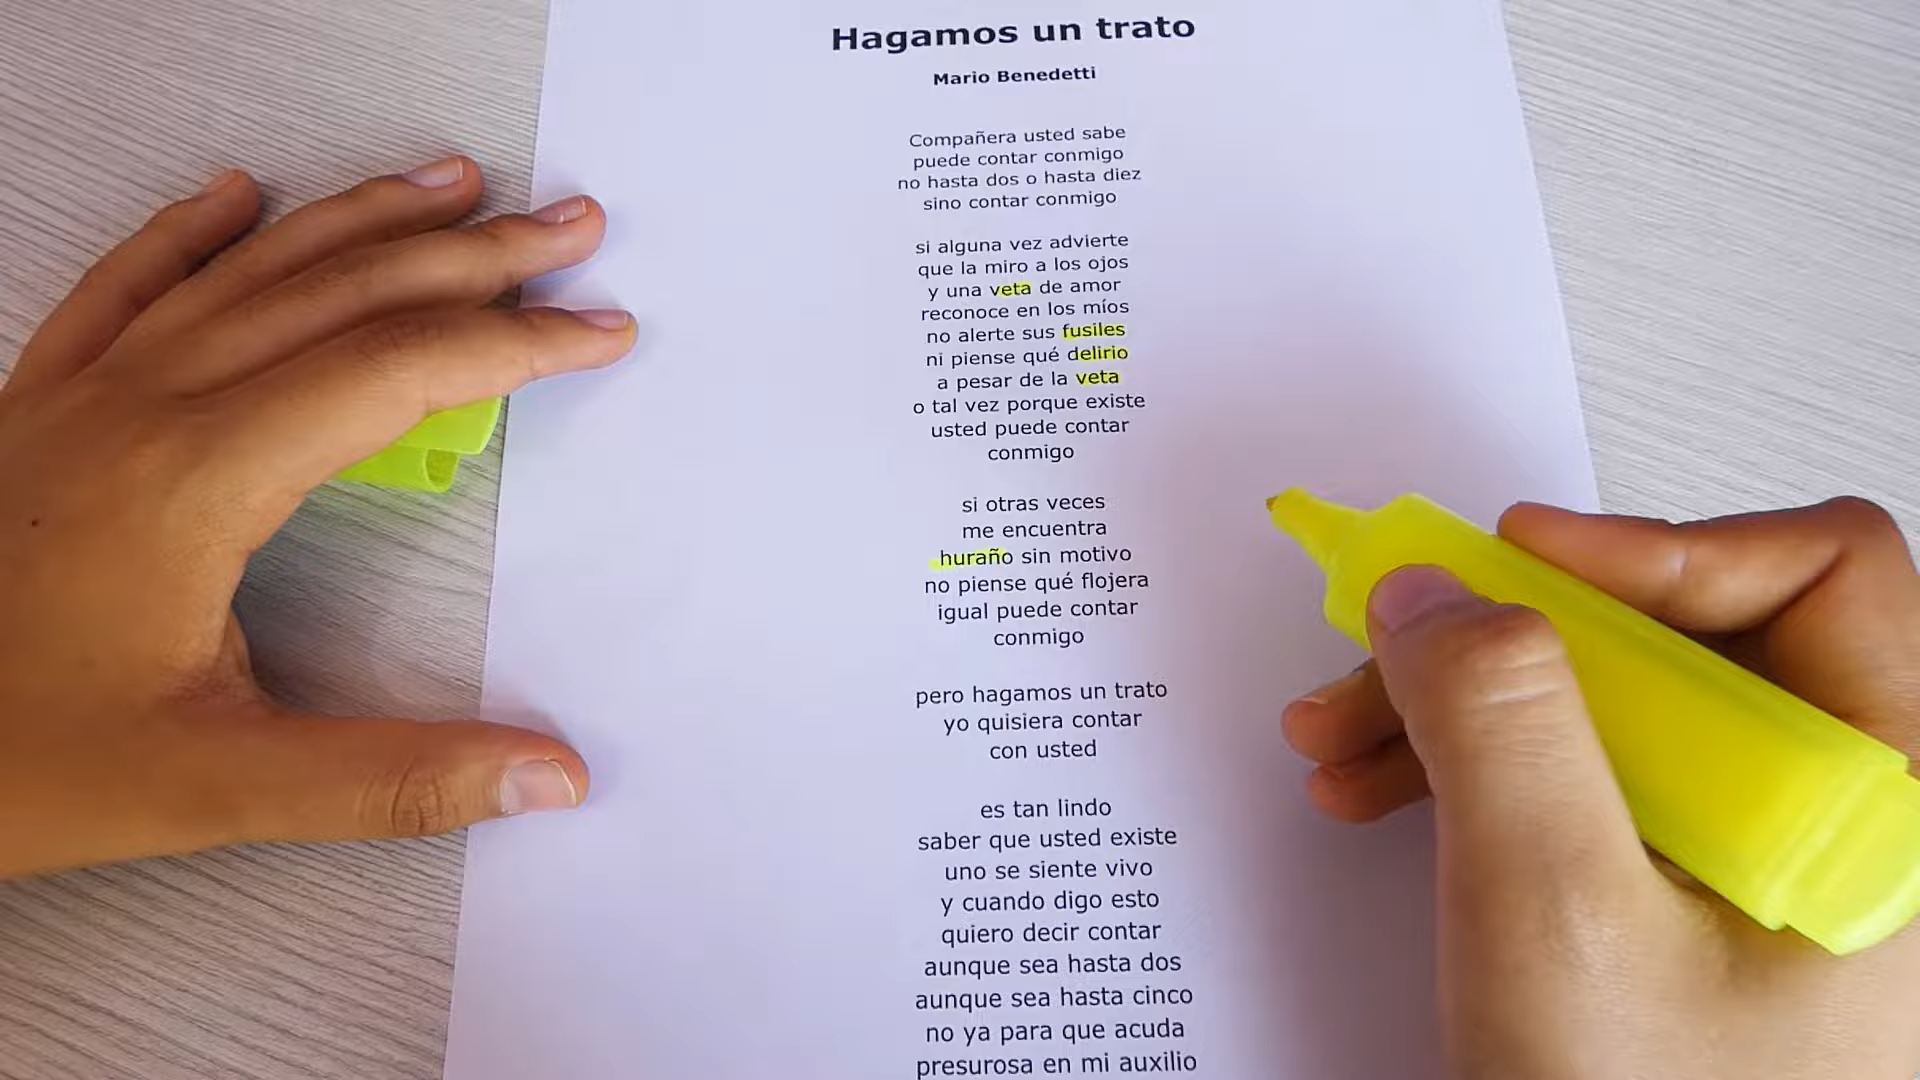 Hagamos un trato
Mario Benedetti
Compañera usted sabe
puede contar conmigo
no hasta dos o hasta diez
sino contar conmigo
si alguna vez advierte
que la miro a los ojos
y una veta de amor
reconoce en los míos
no alerte sus fusiles
ni piense qué delirio
a pesar de la veta
o tal vez porque existe
usted puede contar
conmigo
si otras veces
me encuentra
huraño sin motivo
no piense qué flojera
igual puede contar
conmigo
pero hagamos un trato
yo quisiera contar
con usted
es tan lindo
saber que usted existe
uno se siente vivo
y cuando digo esto
quiero decir contar
aunque sea hasta dos
aunque sea hasta cinco
no ya para que acuda
presurosa en mi auxilio